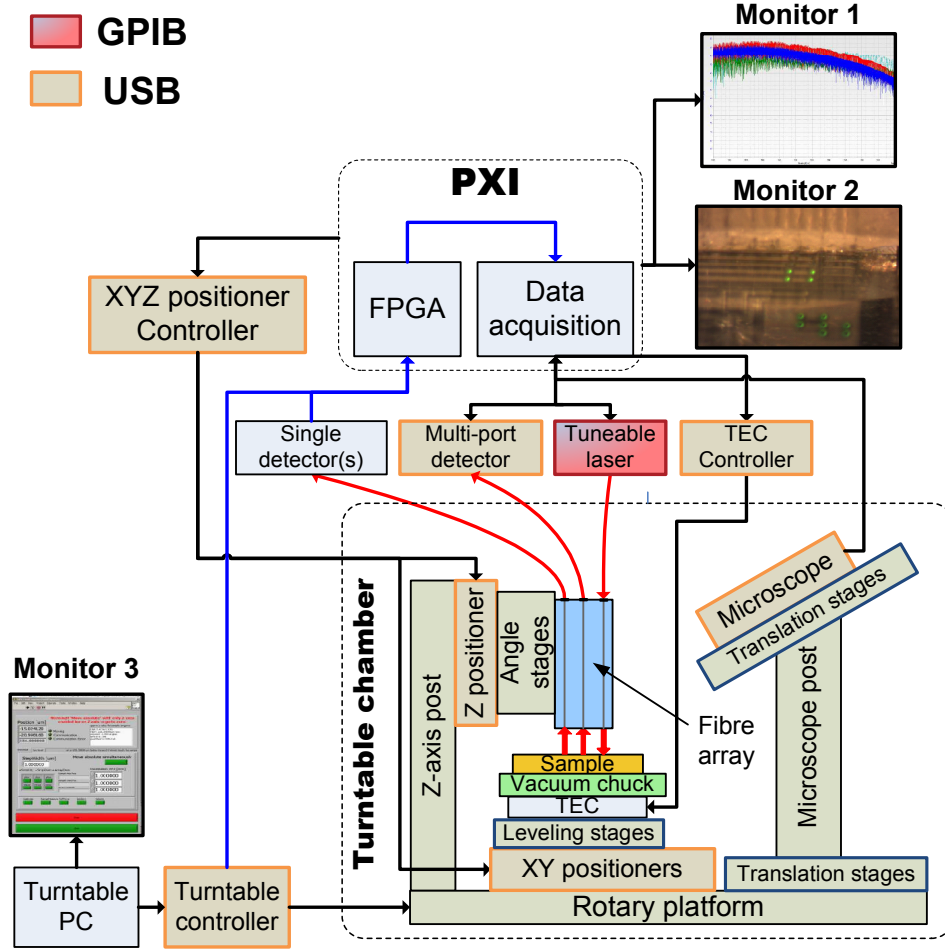 GPIB
USB
Monitor 1
Monitor 2
PXI
FPGA
Data
acquisition
XYZ positioner
Controller
Single
detector(s)
Multi-port
detector
Tuneable
laser
TEC
Controller
Turntable chamber
Z-axis post
Z positioner
Angle
stages
Fibre
array
Microscope
Translation stages
Microscope post
Sample
Vacuum chuck
TEC
Leveling stages
XY positioners
Translation stages
Rotary platform
Monitor 3
Turntable
PC
Turntable
controller